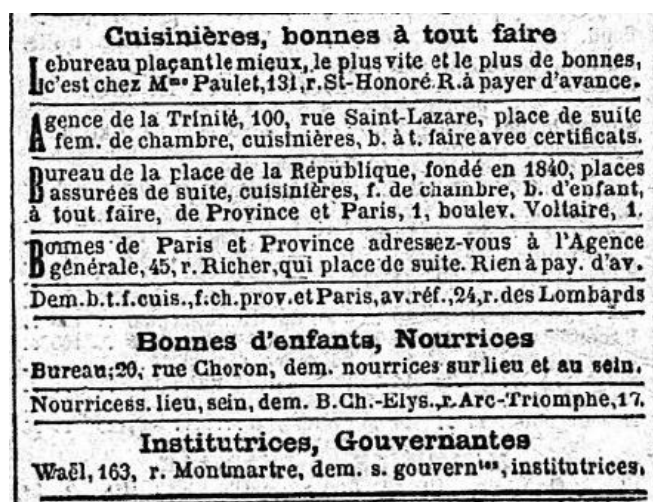 Cuisinières, bonnes à tout faire
Le bureau plaçant le mieux, le plus vite et le plus de bonnes,
c'est chez Mme Paulet, 131, r. St-Honoré. R. à payer d'avance.
Agence de la Trinité, 100, rue Saint-Lazare, place de suite
fem. de chambre, cuisinières, b. à t. faire avec certificats.
Bureau de la place de la République, fondé en 1840, places
assurées de suite, cuisinières, f. de chambre, b. d'enfant,
à tout faire, de Province et Paris, 1, boulev. Voltaire, 1.
Bonnes de Paris et Province adressez-vous à l'Agence
générale, 45, r. Richer, qui place de suite. Rien à pay. d'av.
Dem. b. t. f. cuis., f. ch. prov. et Paris, av. réf., 24, r. des Lombards
Bonnes d'enfants, Nourrices
Bureau; 20, rue Choron, dem. nourrices sur lieu et au sein.
Nourrices s. lieu, sein, dem. B. Ch.-Elys., r. Arc-Triomphe, 17.
Institutrices, Gouvernantes
Waël, 163, r. Montmartre, dem. s. gouvern^tes, institutrices.